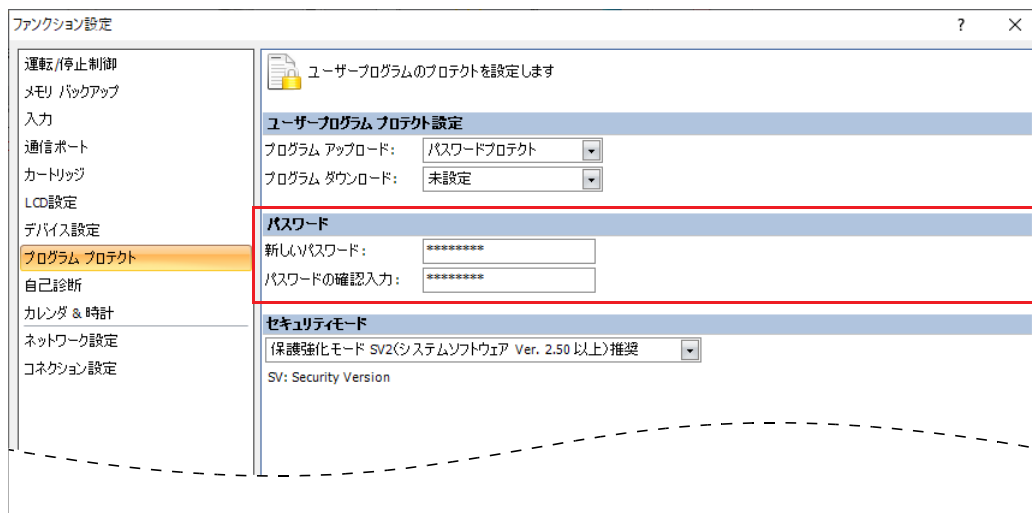 ファンクション設定
? ×
運転/停止制御
メモリ バックアップ
入力
通信ポート
カートリッジ
LCD設定
デバイス設定
プログラム プロテクト
自己診断
カレンダ & 時計
ネットワーク設定
コネクション設定
ユーザープログラムのプロテクトを設定します
ユーザープログラム プロテクト設定
プログラム アップロード: パスワードプロテクト
プログラム ダウンロード: 未設定
パスワード
新しいパスワード: ********
パスワードの確認入力: ********
セキュリティモード
保護強化モード SV2(システムソフトウェア Ver. 2.50 以上)推奨
SV: Security Version